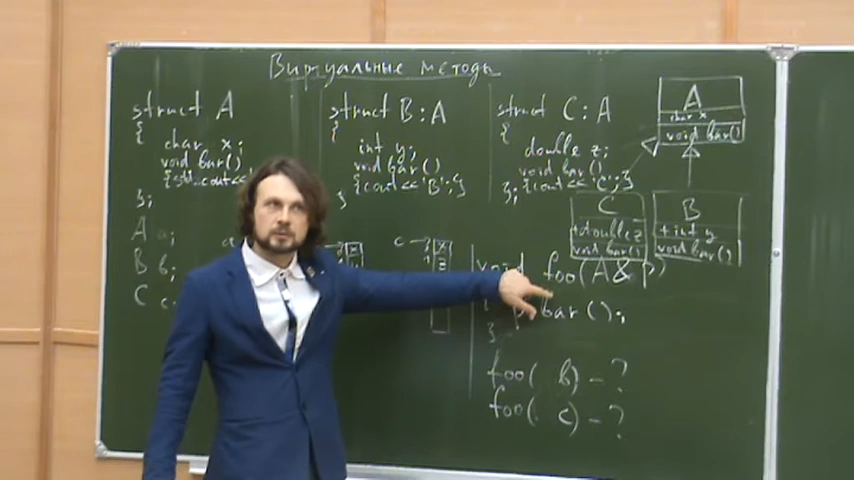 Виртуальные методы
struct A
{
char x;
void bar()
{std::cout<<
};
A a;
B b;
C c
struct B:A
{
int y;
void bar()
{cout<<'B';}
}
struct C:A
{
double z;
void bar()
{cout<<'C';}
};
A
char x
void bar()
C
+double z
void bar()
B
+int y
void bar()
x
c
x
z
void foo(A& p)
{ p bar();
}
foo( b) - ?
foo( c) - ?